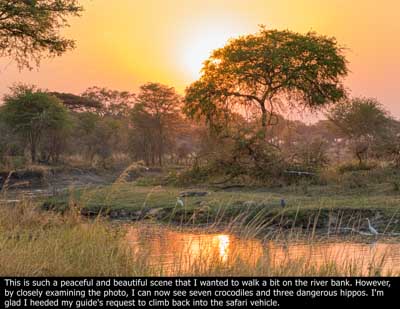 This is such a peaceful and beautiful scene that I wanted to walk a bit on the river bank. However,
by closely examining the photo, I can now see seven crocodiles and three dangerous hippos. I'm
glad I heeded my guide's request to climb back into the safari vehicle.